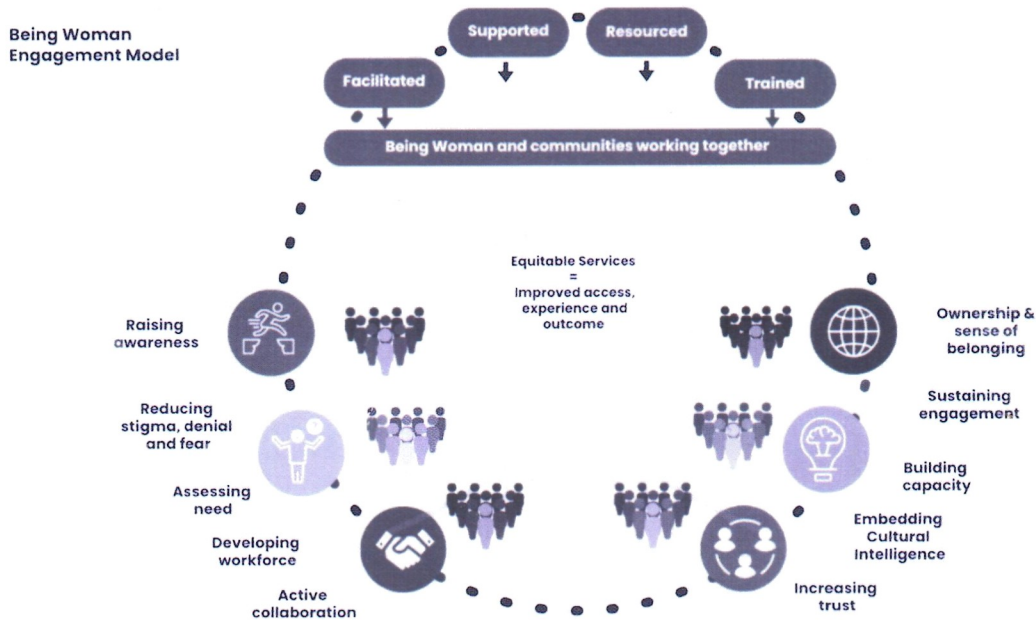 Being Woman
Engagement Model
Supported
Resourced
Facilitated
Trained
Being Woman and communities working together
Equitable Services
=
Improved access,
experience and
outcome
Raising
awareness
Reducing
stigma, denial
and fear
Assessing
need
Developing
workforce
Active
collaboration
Ownership &
sense of
belonging
Sustaining
engagement
Building
capacity
Embedding
Cultural
Intelligence
Increasing
trust